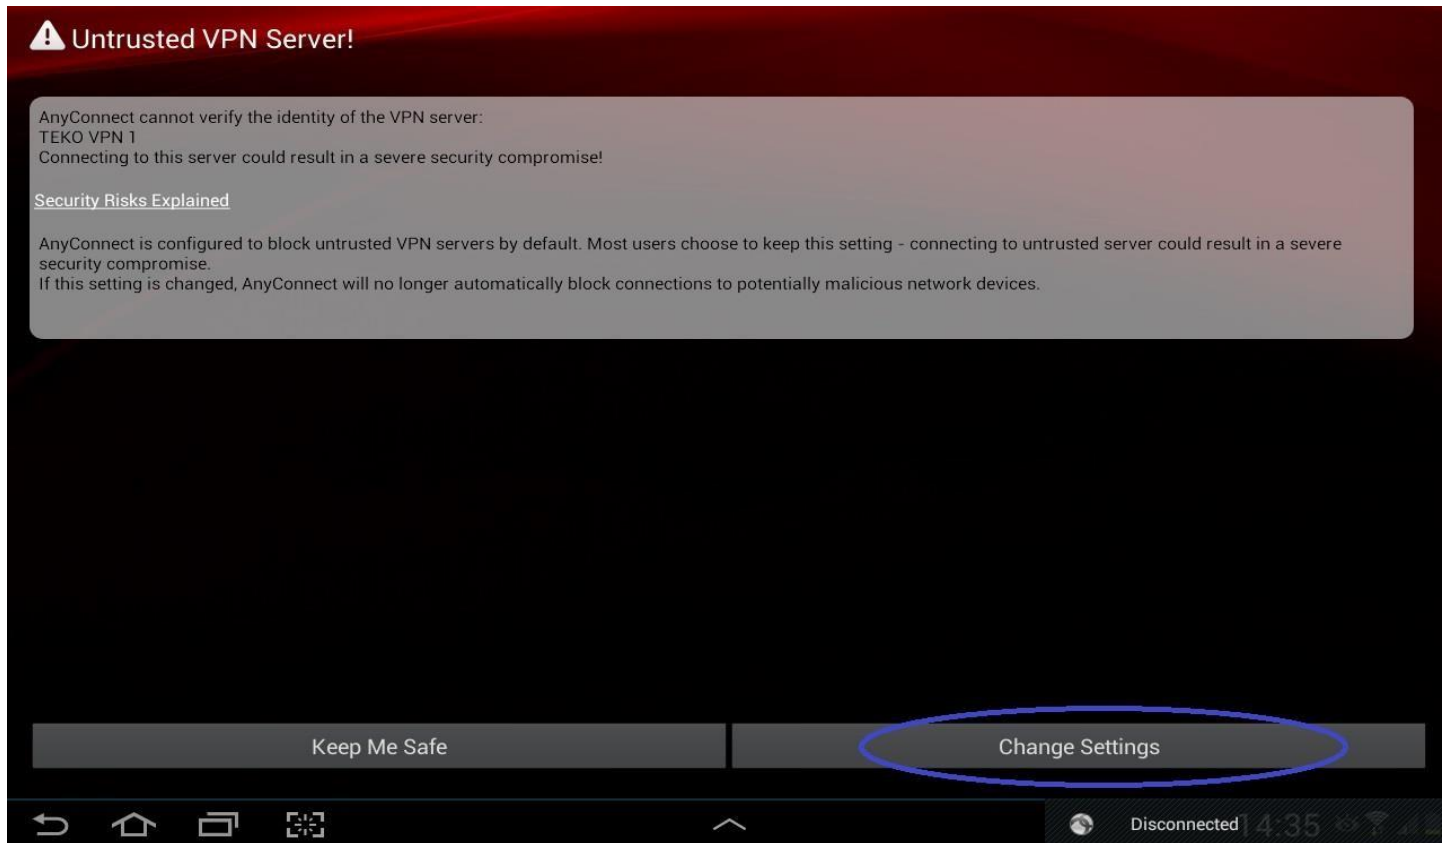 Untrusted VPN Server!
AnyConnect cannot verify the identity of the VPN server:
TEKO VPN 1
Connecting to this server could result in a severe security compromise!
Security Risks Explained
AnyConnect is configured to block untrusted VPN servers by default. Most users choose to keep this setting - connecting to untrusted server could result in a severe
security compromise.
If this setting is changed, AnyConnect will no longer automatically block connections to potentially malicious network devices.
Keep Me Safe
Change Settings
Disconnected 14:35